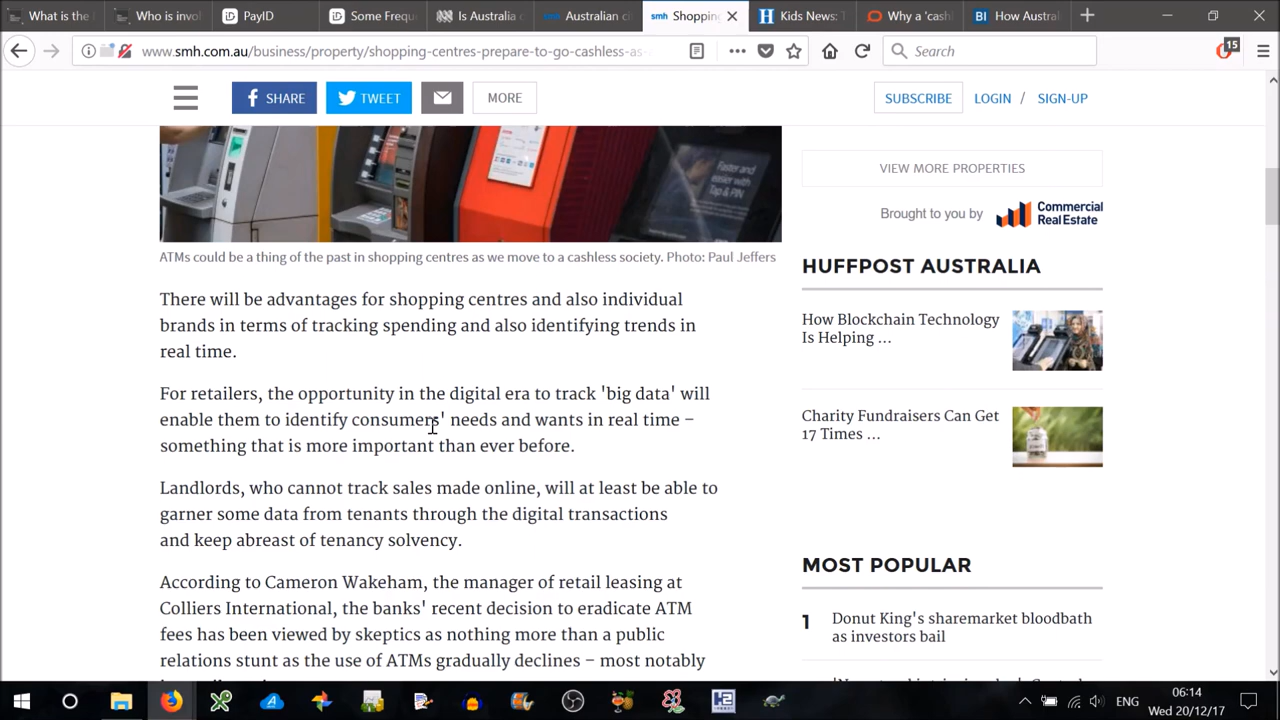 What is the
Who is invol
PayID
Some Frequ
Is Australia c
Australian ci
smh Shopping
Kids News: T
Why a 'cash
BI How Austral
www.smh.com.au/business/property/shopping-centres-prepare-to-go-cashless-as-
Search
15
SHARE
TWEET
MORE
SUBSCRIBE
LOGIN / SIGN-UP
Faster and easier with Tap & PIN
VIEW MORE PROPERTIES
Brought to you by Commercial Real Estate
ATMs could be a thing of the past in shopping centres as we move to a cashless society. Photo: Paul Jeffers
There will be advantages for shopping centres and also individual
brands in terms of tracking spending and also identifying trends in
real time.
For retailers, the opportunity in the digital era to track 'big data' will
enable them to identify consumers' needs and wants in real time –
something that is more important than ever before.
Landlords, who cannot track sales made online, will at least be able to
garner some data from tenants through the digital transactions
and keep abreast of tenancy solvency.
According to Cameron Wakeham, the manager of retail leasing at
Colliers International, the banks' recent decision to eradicate ATM
fees has been viewed by skeptics as nothing more than a public
relations stunt as the use of ATMs gradually declines – most notably
HUFFPOST AUSTRALIA
How Blockchain Technology
Is Helping ...
Charity Fundraisers Can Get
17 Times ...
MOST POPULAR
1 Donut King's sharemarket bloodbath
as investors bail
ENG
06:14
Wed 20/12/17